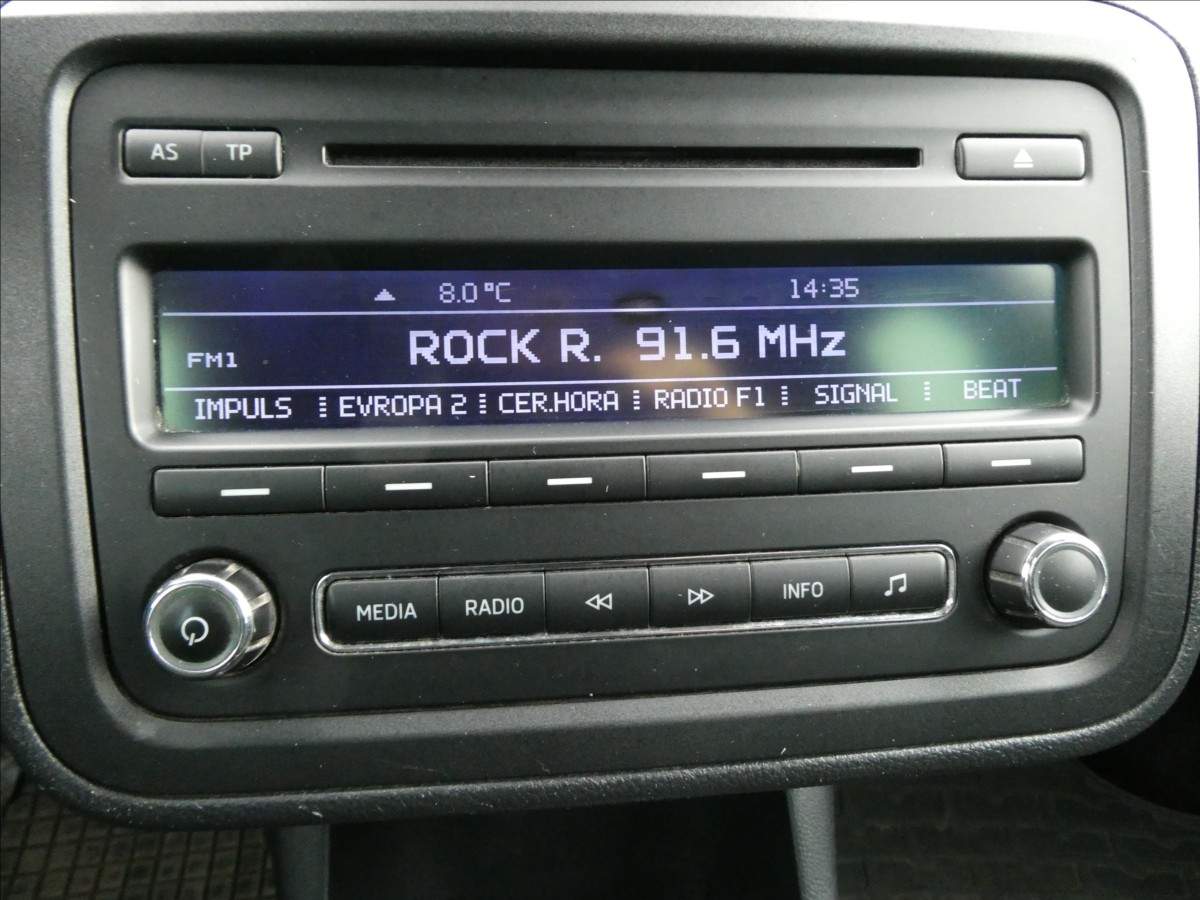 AS TP
8.0 °C 14:35
FM1 ROCK R. 91.6 MHz
IMPULS EVROPA 2 CER.HORA RADIO F1 SIGNAL BEAT
MEDIA RADIO INFO